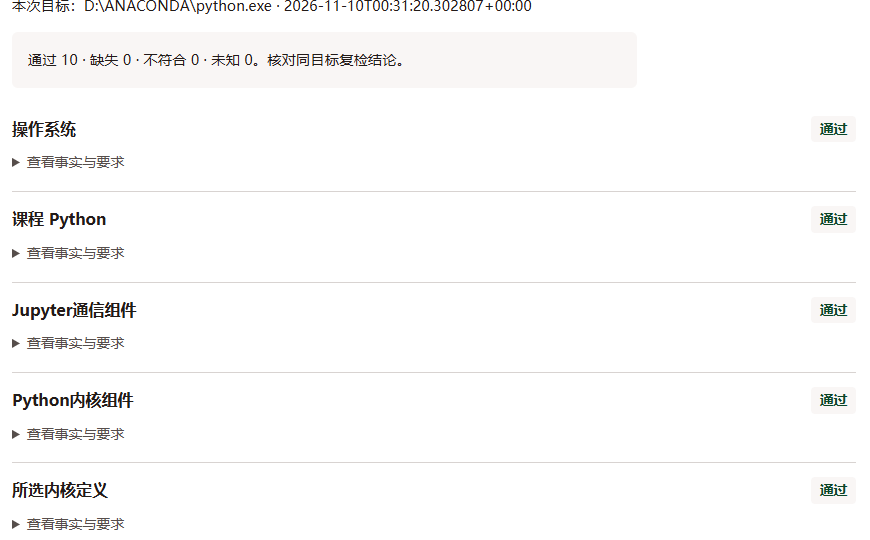 本次目标：D:\ANACONDA\python.exe · 2026-11-10T00:31:20.302807+00:00
通过 10 · 缺失 0 · 不符合 0 · 未知 0。核对同目标复检结论。
操作系统
通过
▶ 查看事实与要求
课程 Python
通过
▶ 查看事实与要求
Jupyter通信组件
通过
▶ 查看事实与要求
Python内核组件
通过
▶ 查看事实与要求
所选内核定义
通过
▶ 查看事实与要求